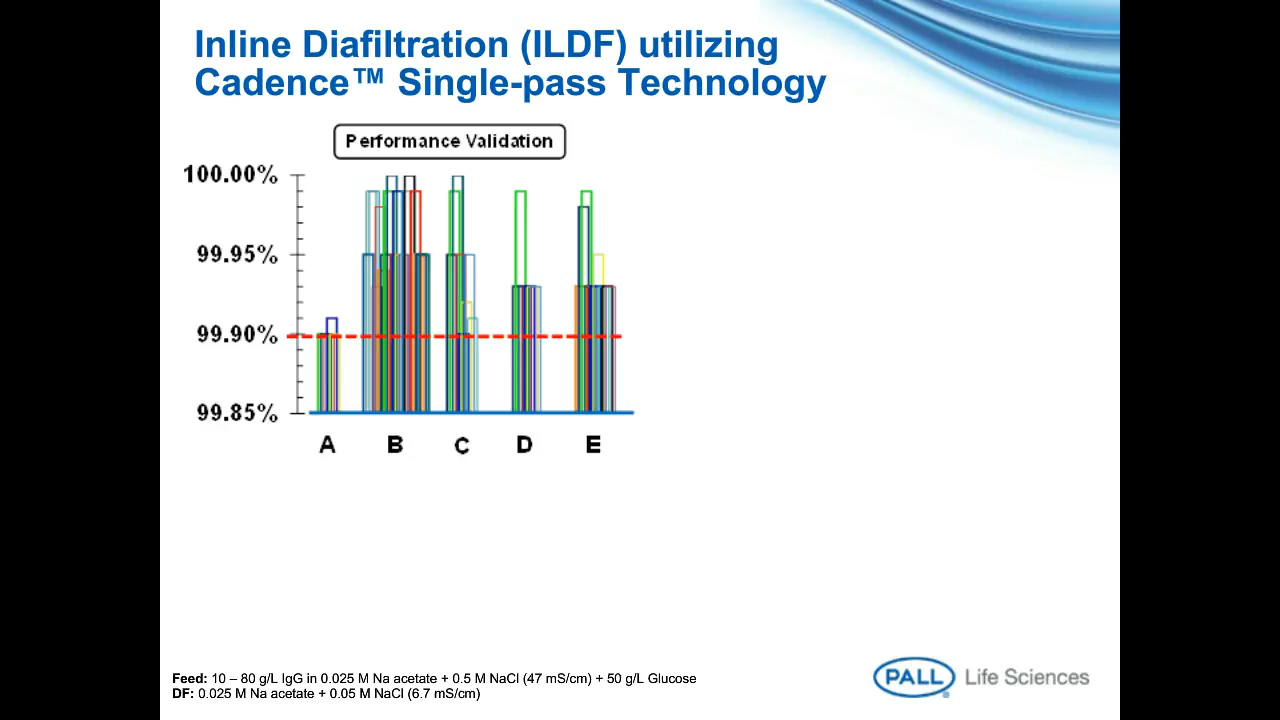 Inline Diafiltration (ILDF) utilizing
Cadence™ Single-pass Technology
Performance Validation
100.00%
99.95%
99.90%
99.85%
A B C D E
Feed: 10 – 80 g/L IgG in 0.025 M Na acetate + 0.5 M NaCl (47 mS/cm) + 50 g/L Glucose
DF: 0.025 M Na acetate + 0.05 M NaCl (6.7 mS/cm)
PALL® Life Sciences